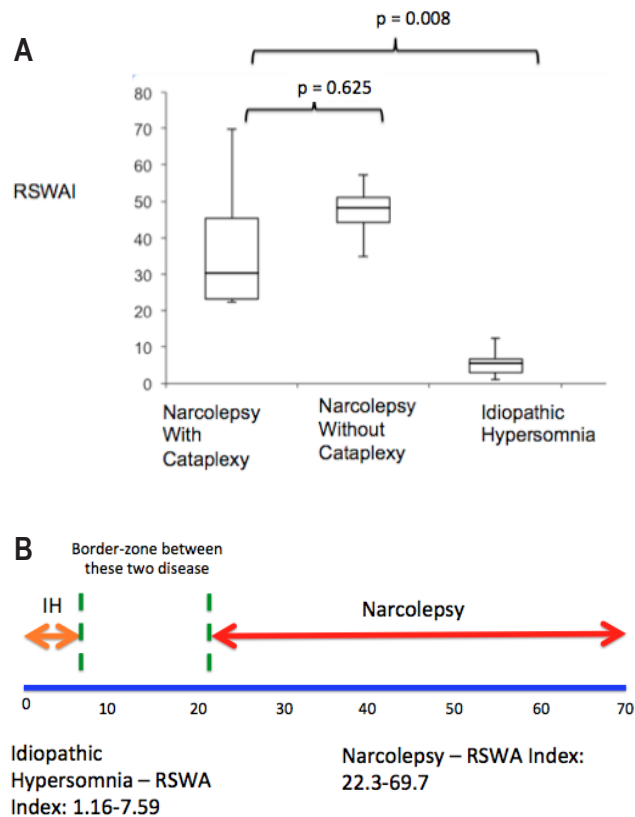 A
p = 0.008
p = 0.625
RSWAI
80
70
60
50
40
30
20
10
0
Narcolepsy
With
Cataplexy
Narcolepsy
Without
Cataplexy
Idiopathic
Hypersomnia
B
Border-zone between
these two disease
IH
Narcolepsy
0 10 20 30 40 50 60 70
Idiopathic
Hypersomnia – RSWA
Index: 1.16-7.59
Narcolepsy – RSWA Index:
22.3-69.7